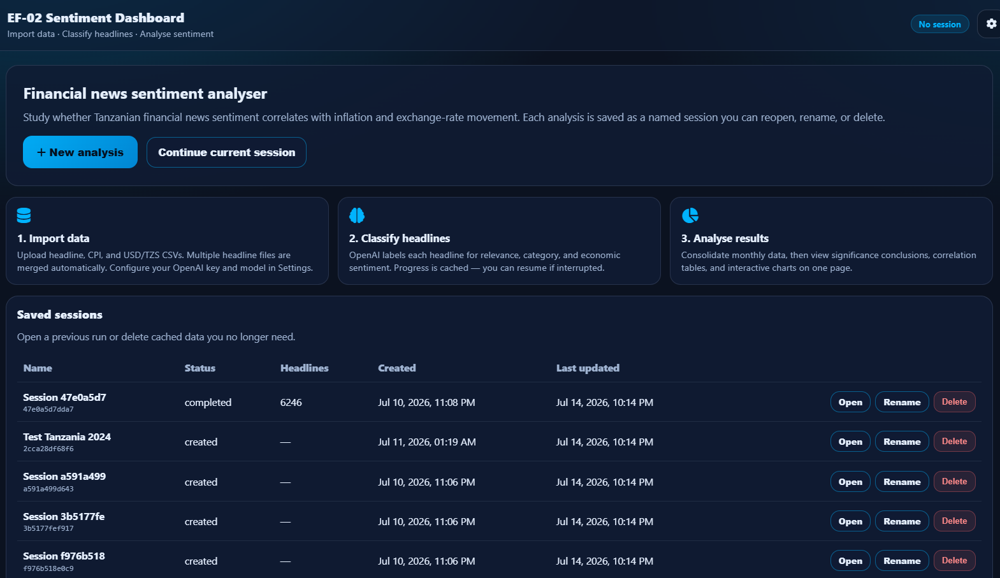 EF-02 Sentiment Dashboard
Import data · Classify headlines · Analyse sentiment
No session
Financial news sentiment analyser
Study whether Tanzanian financial news sentiment correlates with inflation and exchange-rate movement. Each analysis is saved as a named session you can reopen, rename, or delete.
+ New analysis
Continue current session
1. Import data
Upload headline, CPI, and USD/TZS CSVs. Multiple headline files are
merged automatically. Configure your OpenAI key and model in Settings.
2. Classify headlines
OpenAI labels each headline for relevance, category, and economic
sentiment. Progress is cached — you can resume if interrupted.
3. Analyse results
Consolidate monthly data, then view significance conclusions, correlation
tables, and interactive charts on one page.
Saved sessions
Open a previous run or delete cached data you no longer need.
Name Status Headlines Created Last updated
Session 47e0a5d7 completed 6246 Jul 10, 2026, 11:08 PM Jul 14, 2026, 10:14 PM Open Rename Delete
47e0a5d7dda7
Test Tanzania 2024 created — Jul 11, 2026, 01:19 AM Jul 14, 2026, 10:14 PM Open Rename Delete
2cca28df68f6
Session a591a499 created — Jul 10, 2026, 11:06 PM Jul 14, 2026, 10:14 PM Open Rename Delete
a591a499d643
Session 3b5177fe created — Jul 10, 2026, 11:06 PM Jul 14, 2026, 10:14 PM Open Rename Delete
3b5177fef917
Session f976b518 created — Jul 10, 2026, 11:06 PM Jul 14, 2026, 10:14 PM Open Rename Delete
f976b518e0c9